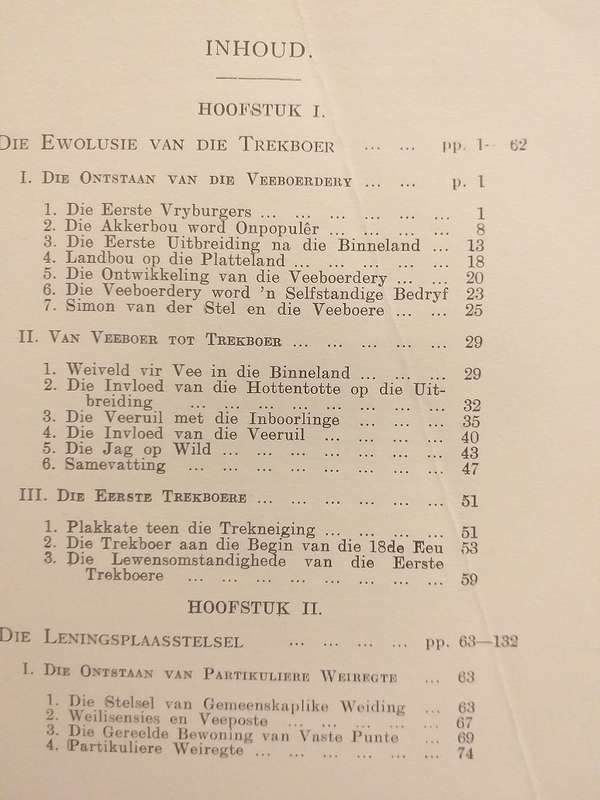 INHOUD.
HOOFSTUK I.
DIE EWOLUSIE VAN DIE TREKBOER ... ... pp. 1- 62
I. DIE ONTSTAAN VAN DIE VEEBOERDERY ... ... p. 1
1. Die Eerste Vryburgers ... ... ... ... ... ... 1
2. Die Akkerbou word Onpopulêr ... ... ... ... 8
3. Die Eerste Uitbreiding na die Binneland ... 13
4. Landbou op die Platteland ... ... ... ... ... 18
5. Die Ontwikkeling van die Veeboerdery ... ... 20
6. Die Veeboerdery word 'n Selfstandige Bedryf 23
7. Simon van der Stel en die Veeboere ... ... 25
II. VAN VEEBOER TOT TREKBOER ... ... ... ... ... 29
1. Weiveld vir Vee in die Binneland ... ... ... 29
2. Die Invloed van die Hottentotte op die Uit-
breiding ... ... ... ... ... ... ... ... 32
3. Die Veeruil met die Inboorlinge ... ... ... 35
4. Die Invloed van die Veeruil ... ... ... ... 40
5. Die Jag op Wild ... ... ... ... ... ... ... 43
6. Samevatting ... ... ... ... ... ... ... ... 47
III. DIE EERSTE TREKBOERE ... ... ... ... ... ... 51
1. Plakkate teen die Trekneiging ... ... ... ... 51
2. Die Trekboer aan die Begin van die 18de Eeu 53
3. Die Lewensomstandighede van die Eerste
Trekboere ... ... ... ... ... ... ... ... 59
HOOFSTUK II.
DIE LENINGSPLAASSTELSEL ... ... ... ... pp. 63—132
I. DIE ONTSTAAN VAN PARTIKULIERE WEIREGTE ... 63
1. Die Stelsel van Gemeenskaplike Weiding ... 63
2. Weilisensies en Veeposte ... ... ... ... ... 67
3. Die Gereelde Bewoning van Vaste Punte ... 69
4. Partikuliere Weiregte ... ... ... ... ... ... 74